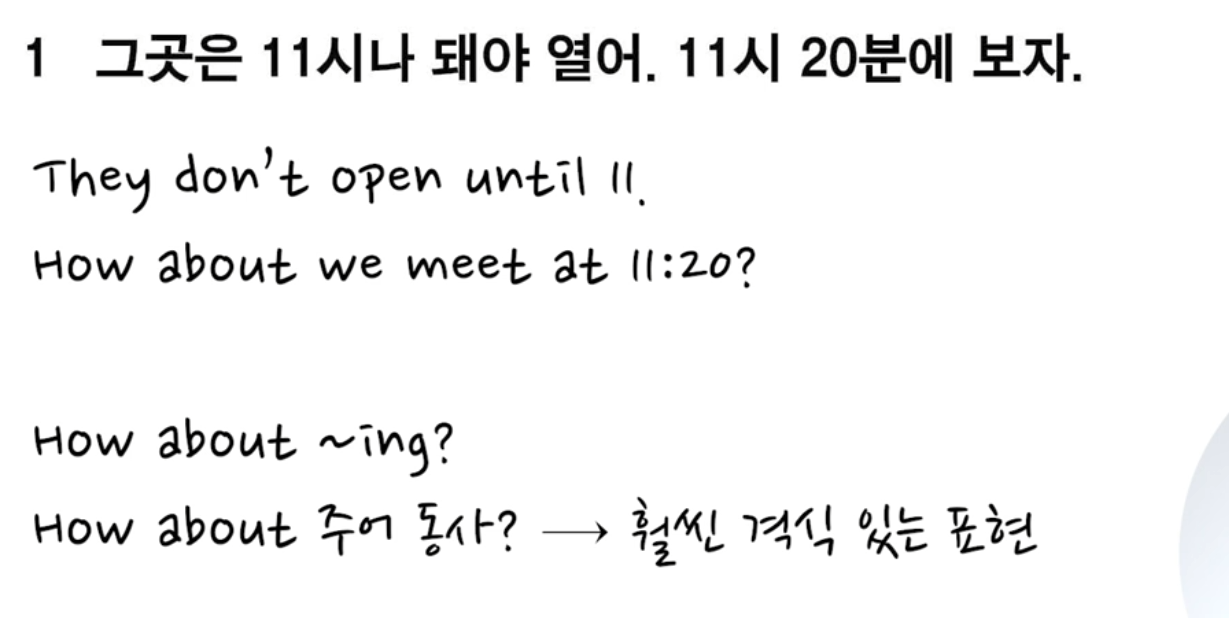 1 그곳은 11시나 돼야 열어. 11시 20분에 보자.
They don't open until 11.
How about we meet at 11:20?
How about ~ing?
How about 주어 동사? → 훨씬 격식 있는 표현